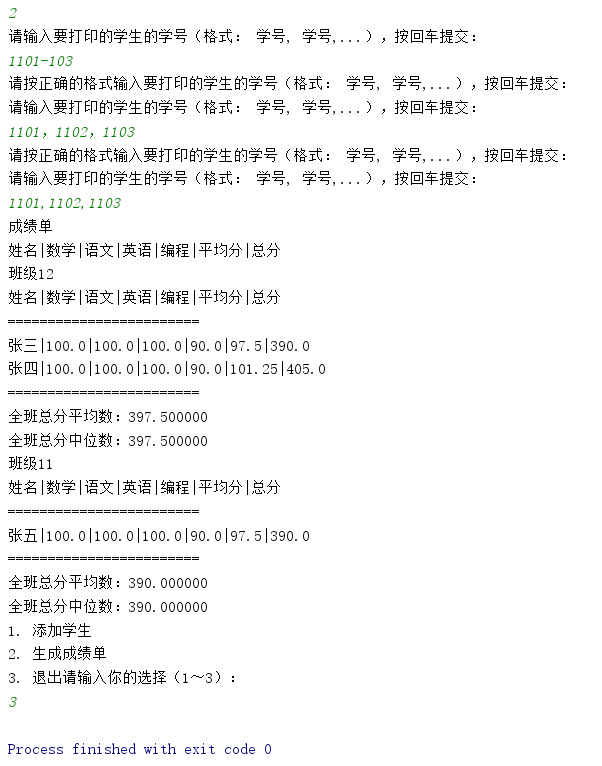 2
请输入要打印的学生的学号（格式： 学号, 学号,...），按回车提交：
1101-103
请按正确的格式输入要打印的学生的学号（格式： 学号, 学号,...），按回车提交：
请输入要打印的学生的学号（格式： 学号, 学号,...），按回车提交：
1101，1102，1103
请按正确的格式输入要打印的学生的学号（格式： 学号, 学号,...），按回车提交：
请输入要打印的学生的学号（格式： 学号, 学号,...），按回车提交：
1101,1102,1103
成绩单
姓名|数学|语文|英语|编程|平均分|总分
班级12
姓名|数学|语文|英语|编程|平均分|总分
========================
张三|100.0|100.0|100.0|90.0|97.5|390.0
张四|100.0|100.0|100.0|90.0|101.25|405.0
========================
全班总分平均数：397.500000
全班总分中位数：397.500000
班级11
姓名|数学|语文|英语|编程|平均分|总分
========================
张五|100.0|100.0|100.0|90.0|97.5|390.0
========================
全班总分平均数：390.000000
全班总分中位数：390.000000
1. 添加学生
2. 生成成绩单
3. 退出请输入你的选择（1～3）：
3
Process finished with exit code 0